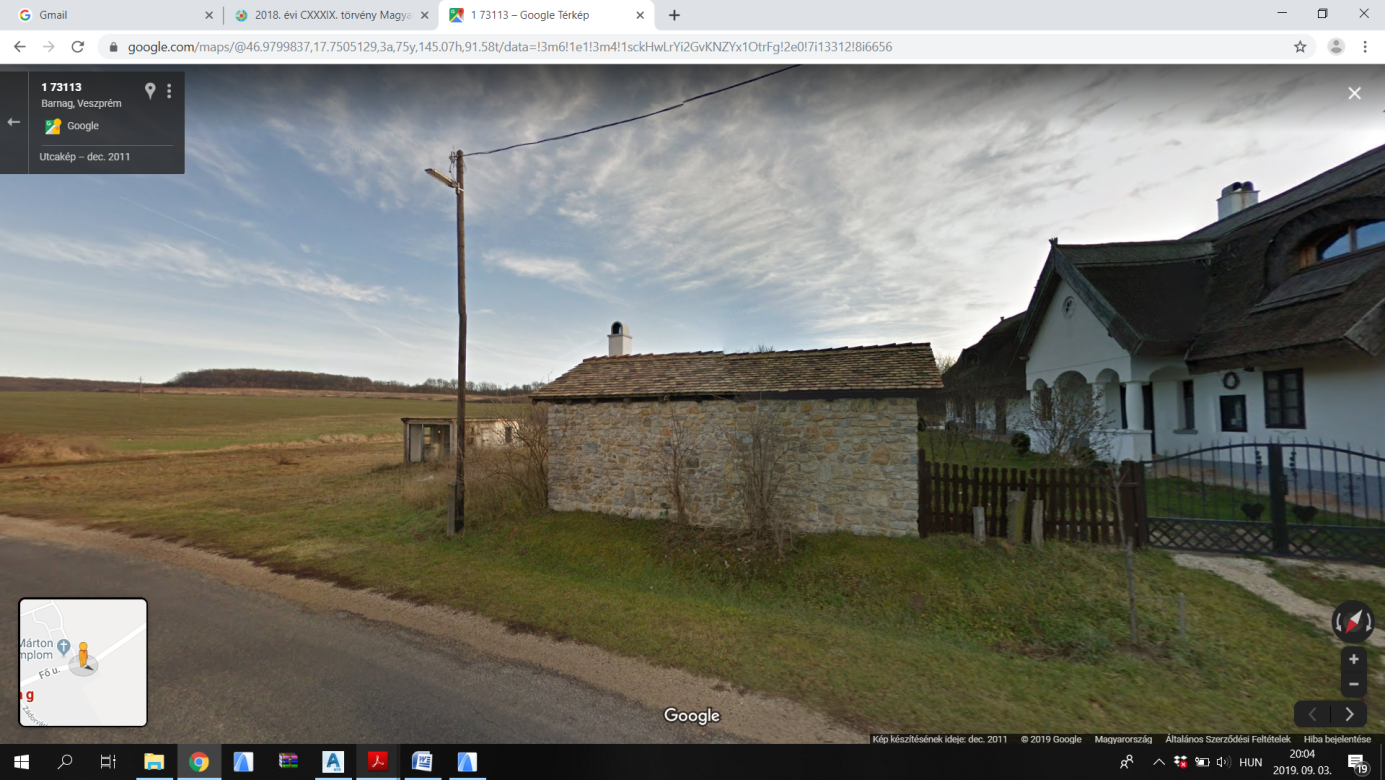 Gmail
2018. évi CXXXIX. törvény Magya
1 73113 – Google Térkép
google.com/maps/@46.9799837,17.7505129,3a,75y,145.07h,91.58t/data=!3m6!1e1!3m4!1sckHwLrYi2GvKNZYx1OtrFg!2e0!7i13312!8i6656
1 73113
Barnag, Veszprém
Google
Utcakép – dec. 2011
Márton
mplom
Fő u.
g
Google
Kép készítésének ideje: dec. 2011 © 2019 Google Magyarország Általános Szerződési Feltételek Hiba bejelentése
HUN
20:04
2019. 09. 03.
19